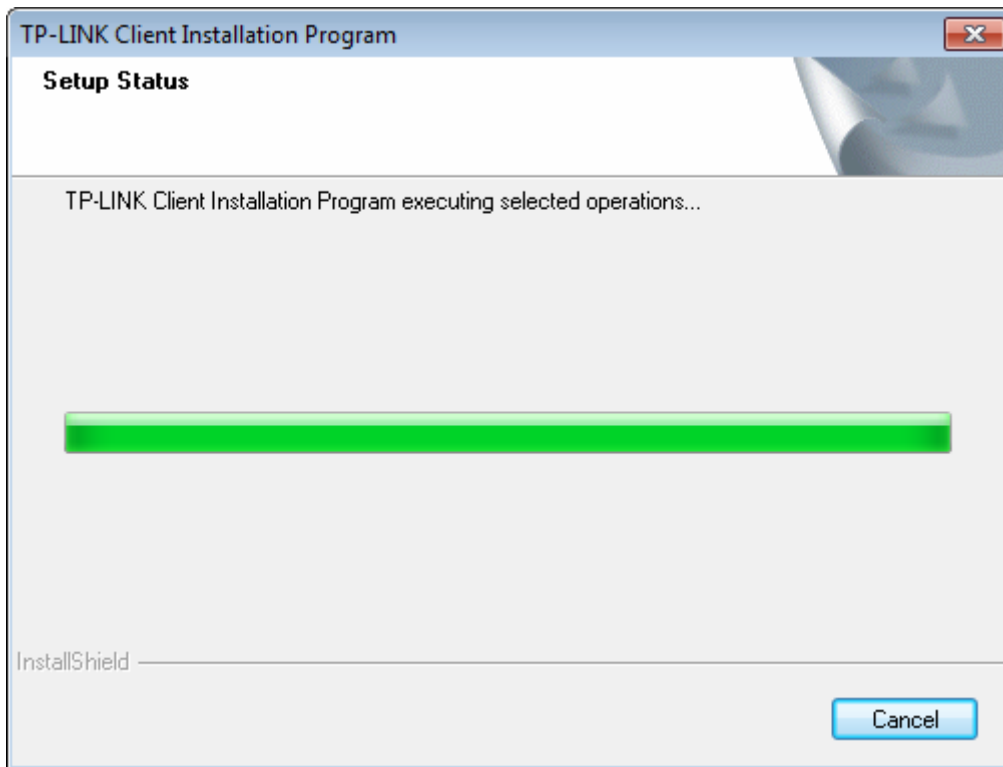 TP-LINK Client Installation Program
Setup Status
TP-LINK Client Installation Program executing selected operations...
InstallShield
Cancel